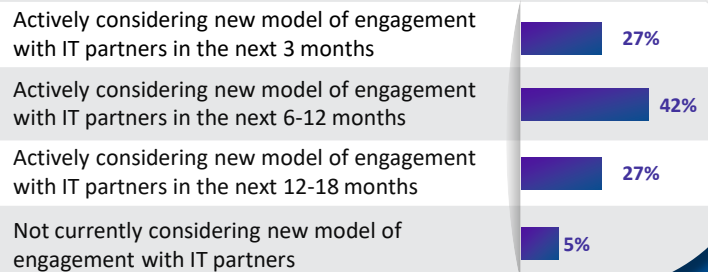 Actively considering new model of engagement
with IT partners in the next 3 months
27%
Actively considering new model of engagement
with IT partners in the next 6-12 months
42%
Actively considering new model of engagement
with IT partners in the next 12-18 months
27%
Not currently considering new model of
engagement with IT partners
5%